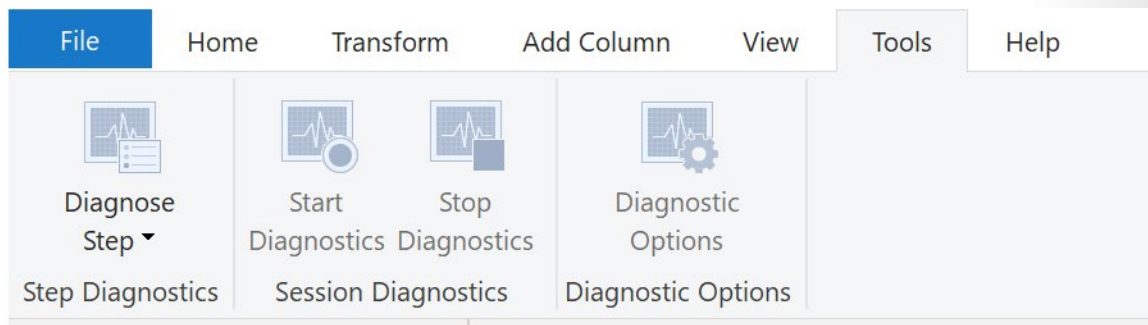 File Home Transform Add Column View Tools Help
Diagnose Step
Start Diagnostics
Stop Diagnostics
Diagnostic Options
Step Diagnostics Session Diagnostics Diagnostic Options